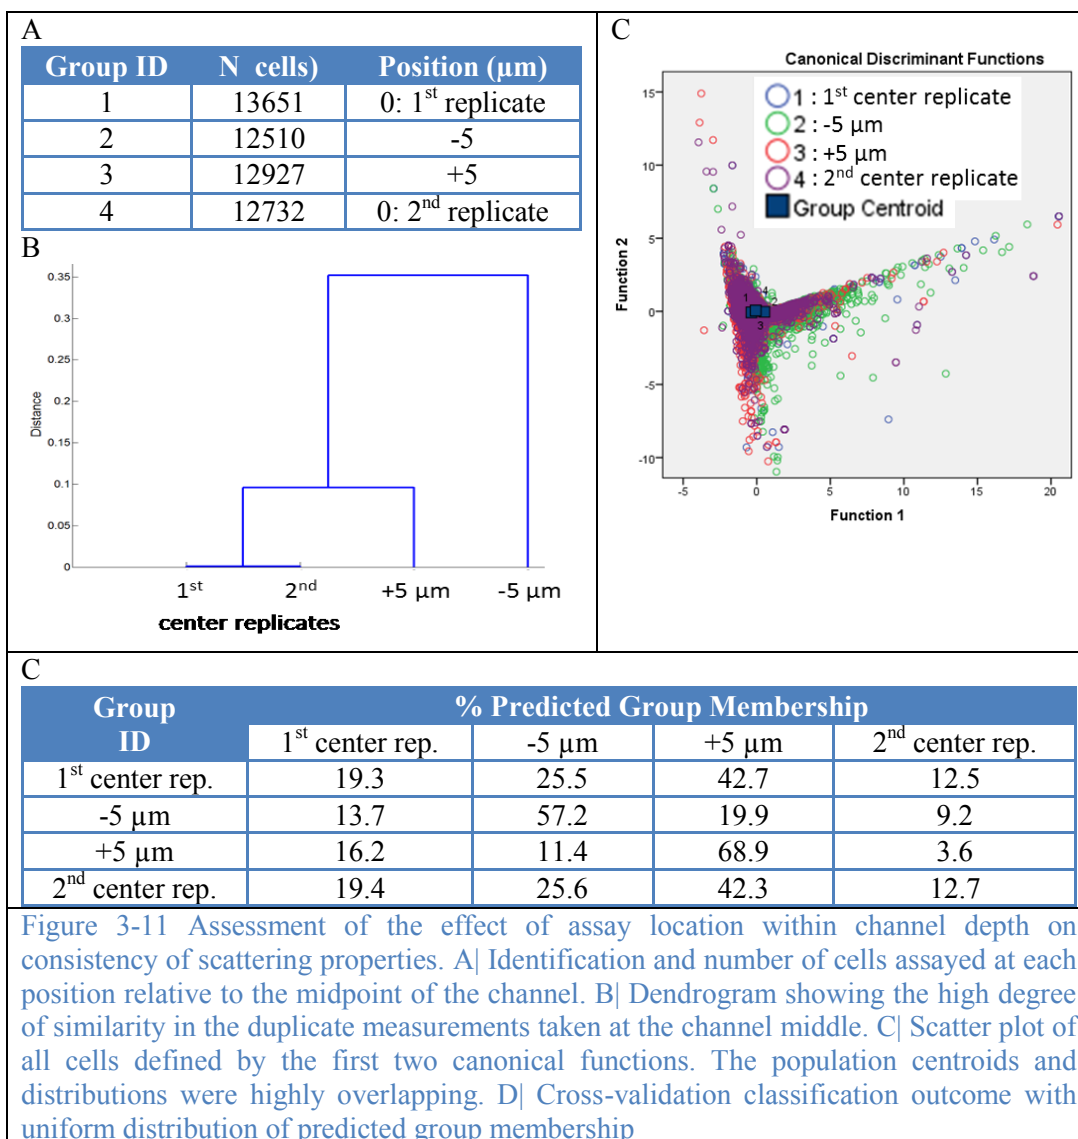 A
Group ID N cells) Position (µm)
1 13651 0: 1st replicate
2 12510 -5
3 12927 +5
4 12732 0: 2nd replicate
B
0.35
0.3
0.25
0.2
0.15
0.1
0.05
0
Distance
1st 2nd +5 µm -5 µm
center replicates
C
Canonical Discriminant Functions
1 : 1st center replicate
2 : -5 µm
3 : +5 µm
4 : 2nd center replicate
Group Centroid
15
10
5
0
-5
-10
Function 2
1
4
2
3
-5 0 5 10 15 20
Function 1
C
Group ID % Predicted Group Membership
1st center rep. -5 µm +5 µm 2nd center rep.
1st center rep. 19.3 25.5 42.7 12.5
-5 µm 13.7 57.2 19.9 9.2
+5 µm 16.2 11.4 68.9 3.6
2nd center rep. 19.4 25.6 42.3 12.7
Figure 3-11 Assessment of the effect of assay location within channel depth on
consistency of scattering properties. A| Identification and number of cells assayed at each
position relative to the midpoint of the channel. B| Dendrogram showing the high degree
of similarity in the duplicate measurements taken at the channel middle. C| Scatter plot of
all cells defined by the first two canonical functions. The population centroids and
distributions were highly overlapping. D| Cross-validation classification outcome with
uniform distribution of predicted group membership